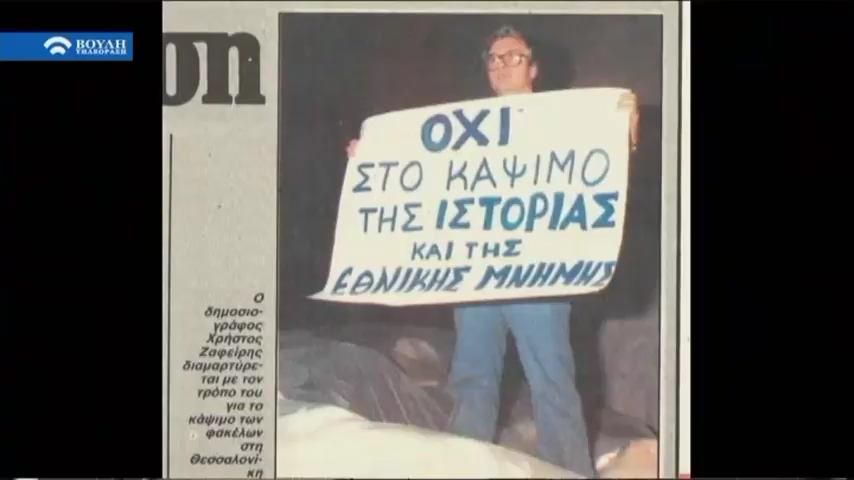 ΒΟΥΛΗ
ΤΗΛΕΟΡΑΣΗ
ση
ΟΧΙ
ΣΤΟ ΚΑΨΙΜΟ
ΤΗΣ ΙΣΤΟΡΙΑΣ
ΚΑΙ ΤΗΣ
ΕΘΝΙΚΗΣ ΜΝΗΜΗΣ
Ο
δημοσιο-
γράφος
Χρήστος
Ζαφείρης
διαμαρτύρε-
ται με τον
τρόπο του
για το
κάψιμο των
φακέλων
στη
Θεσσαλονί-
κη